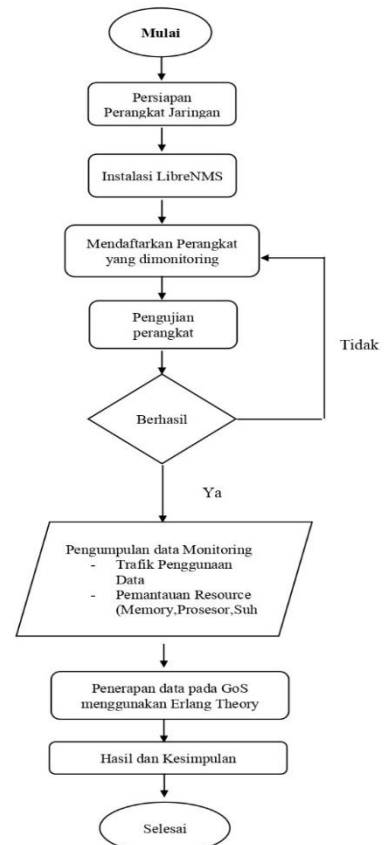 Mulai
Persiapan
Perangkat Jaringan
Instalasi LibreNMS
Mendaftarkan Perangkat
yang dimonitoring
Pengujian
perangkat
Tidak
Berhasil
Ya
Pengumpulan data Monitoring
- Trafik Penggunaan
Data
- Pemantauan Resource
(Memory,Prosesor,Suh
Penerapan data pada GoS
menggunakan Erlang Theory
Hasil dan Kesimpulan
Selesai